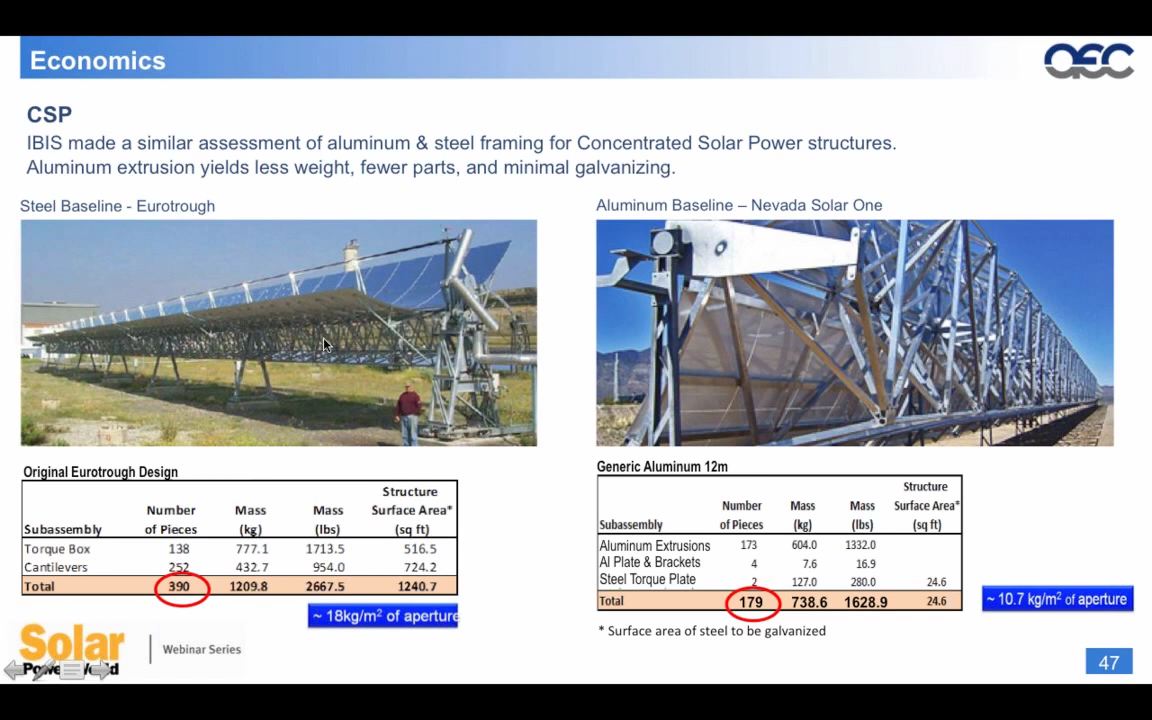 Economics
AEC
CSP
IBIS made a similar assessment of aluminum & steel framing for Concentrated Solar Power structures.
Aluminum extrusion yields less weight, fewer parts, and minimal galvanizing.
Steel Baseline - Eurotrough
Aluminum Baseline – Nevada Solar One
Original Eurotrough Design
Structure
Number Mass Mass Surface Area*
Subassembly of Pieces (kg) (lbs) (sq ft)
Torque Box 138 777.1 1713.5 516.5
Cantilevers 252 432.7 954.0 724.2
Total 390 1209.8 2667.5 1240.7
~ 18kg/m² of aperture
Generic Aluminum 12m
Structure
Number Mass Mass Surface Area*
Subassembly of Pieces (kg) (lbs) (sq ft)
Aluminum Extrusions 173 604.0 1332.0
Al Plate & Brackets 4 7.6 16.9
Steel Torque Plate 2 127.0 280.0 24.6
Total 179 738.6 1628.9 24.6
~ 10.7 kg/m² of aperture
* Surface area of steel to be galvanized
Solar
Power World
Webinar Series
47